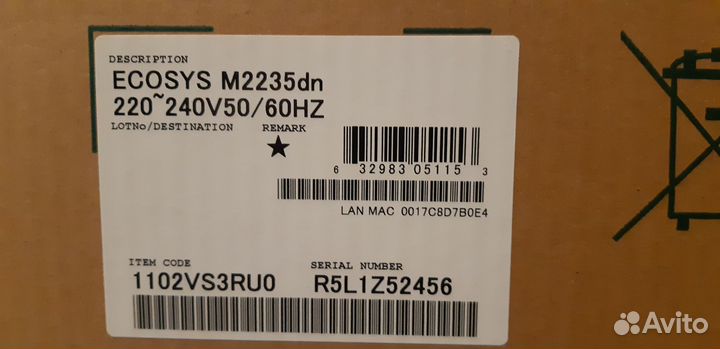 DESCRIPTION
ECOSYS M2235dn
220~240V50/60HZ
LOTNo/DESTINATION REMARK
★
6 32983 05115 3
LAN MAC 0017C8D7B0E4
ITEM CODE SERIAL NUMBER
1102VS3RU0 R5L1Z52456
Avito